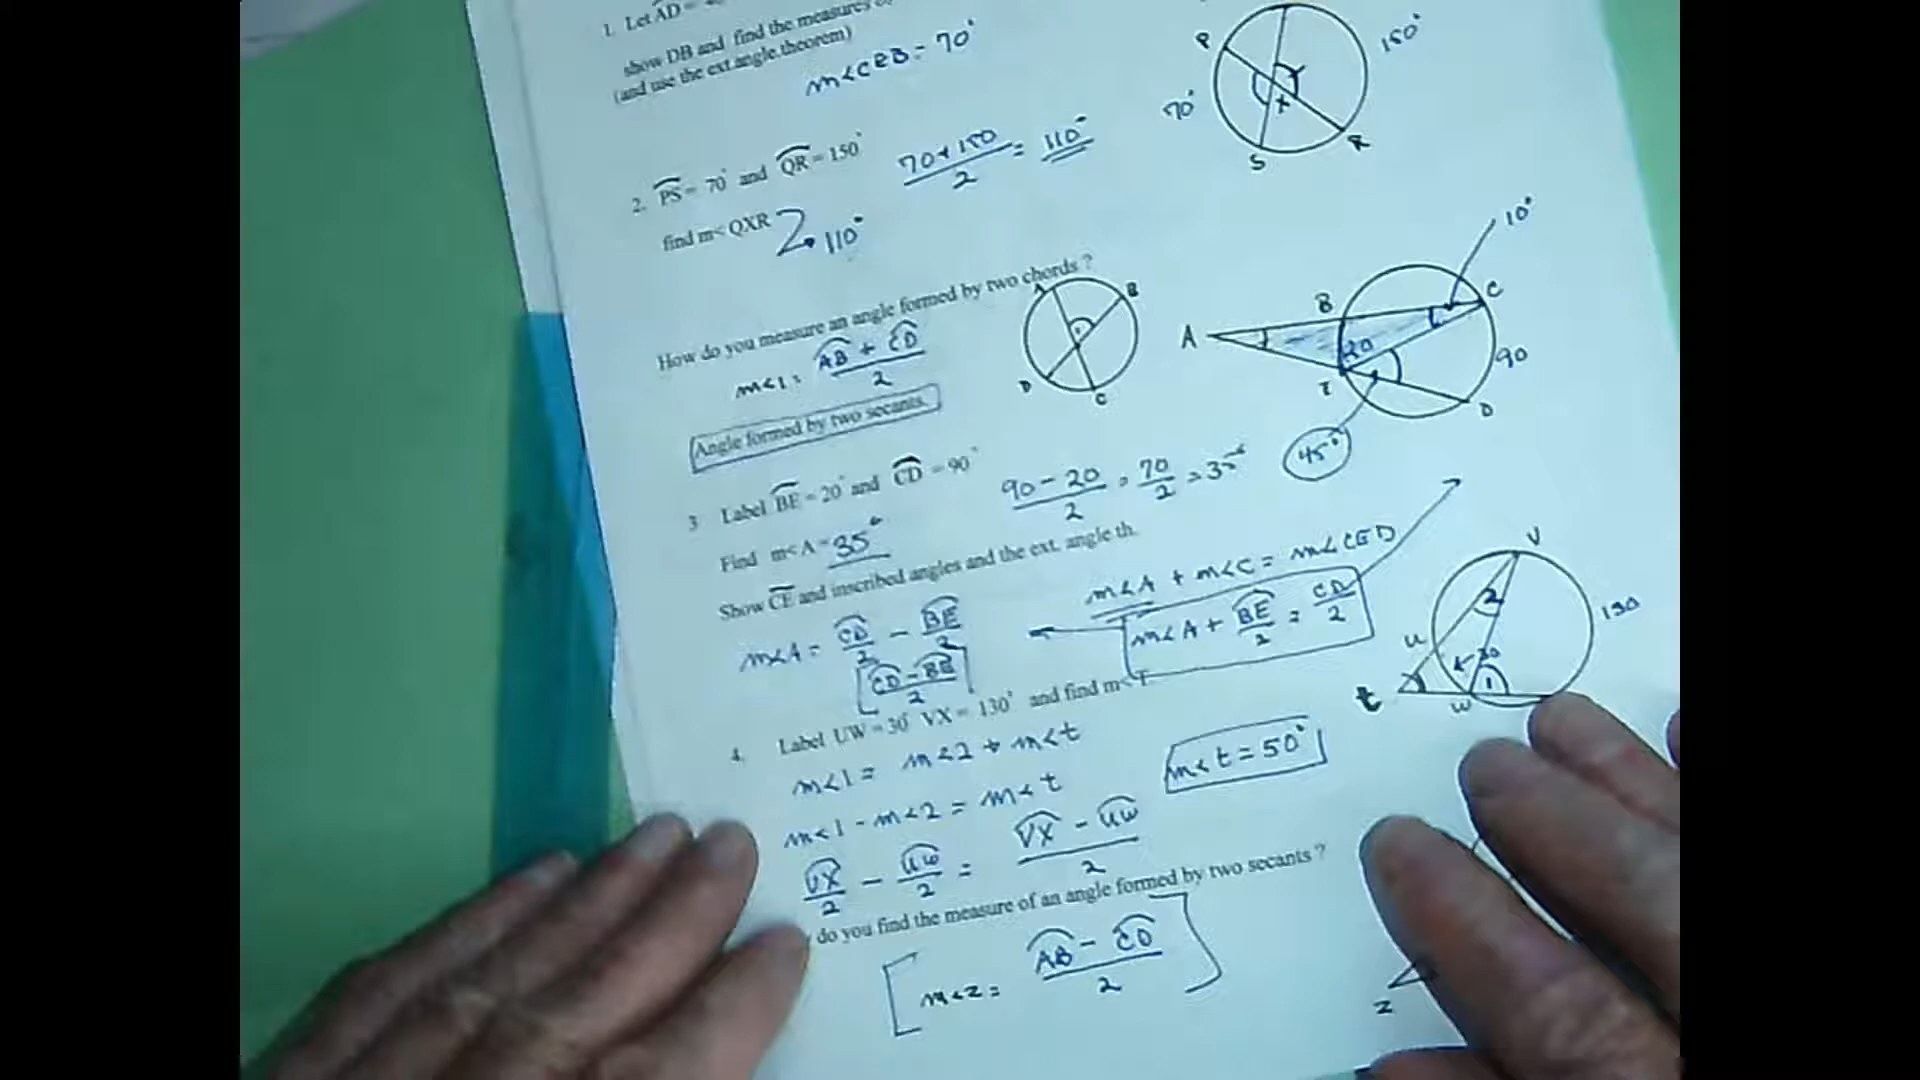 1. Let AD =
show DB and find the measures
(and use the ext.angle.theorem)
m<CEB = 70°
2. PS = 70° and QR = 150°
70 + 150 / 2 = 110°
find m< QXR 2. 110°
P
150°
70°
X
S
R
How do you measure an angle formed by two chords ?
m<1 = AB + CD / 2
A
B
D
C
Angle formed by two secants.
10°
A
B
C
20
90
E
D
45°
3 Label BE = 20° and CD = 90°
90 - 20 / 2 = 70 / 2 = 35°
Find m< A = 35°
Show CE and inscribed angles and the ext. angle th.
m<A + m<C = m<CED
m<A + BE / 2 = CD / 2
m<A = CD / 2 - BE / 2
CD - BE / 2
V
2
130
U
30
1
t
W
4. Label UW = 30° VX = 130° and find m< T
m<1 = m<2 + m<t
m<t = 50°
m<1 - m<2 = m<t
VX / 2 - UW / 2 = VX - UW / 2
do you find the measure of an angle formed by two secants ?
m<z = AB - CD / 2
Z